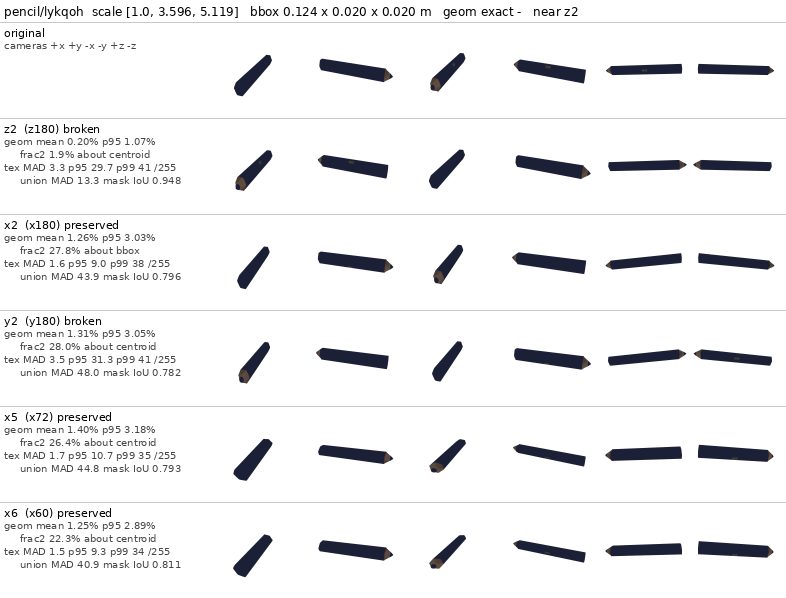 pencil/lykqoh scale [1.0, 3.596, 5.119] bbox 0.124 x 0.020 x 0.020 m geom exact - near z2
original
cameras +x +y -x -y +z -z
z2 (z180) broken
geom mean 0.20% p95 1.07%
frac2 1.9% about centroid
tex MAD 3.3 p95 29.7 p99 41 /255
union MAD 13.3 mask IoU 0.948
x2 (x180) preserved
geom mean 1.26% p95 3.03%
frac2 27.8% about bbox
tex MAD 1.6 p95 9.0 p99 38 /255
union MAD 43.9 mask IoU 0.796
y2 (y180) broken
geom mean 1.31% p95 3.05%
frac2 28.0% about centroid
tex MAD 3.5 p95 31.3 p99 41 /255
union MAD 48.0 mask IoU 0.782
x5 (x72) preserved
geom mean 1.40% p95 3.18%
frac2 26.4% about centroid
tex MAD 1.7 p95 10.7 p99 35 /255
union MAD 44.8 mask IoU 0.793
x6 (x60) preserved
geom mean 1.25% p95 2.89%
frac2 22.3% about centroid
tex MAD 1.5 p95 9.3 p99 34 /255
union MAD 40.9 mask IoU 0.811